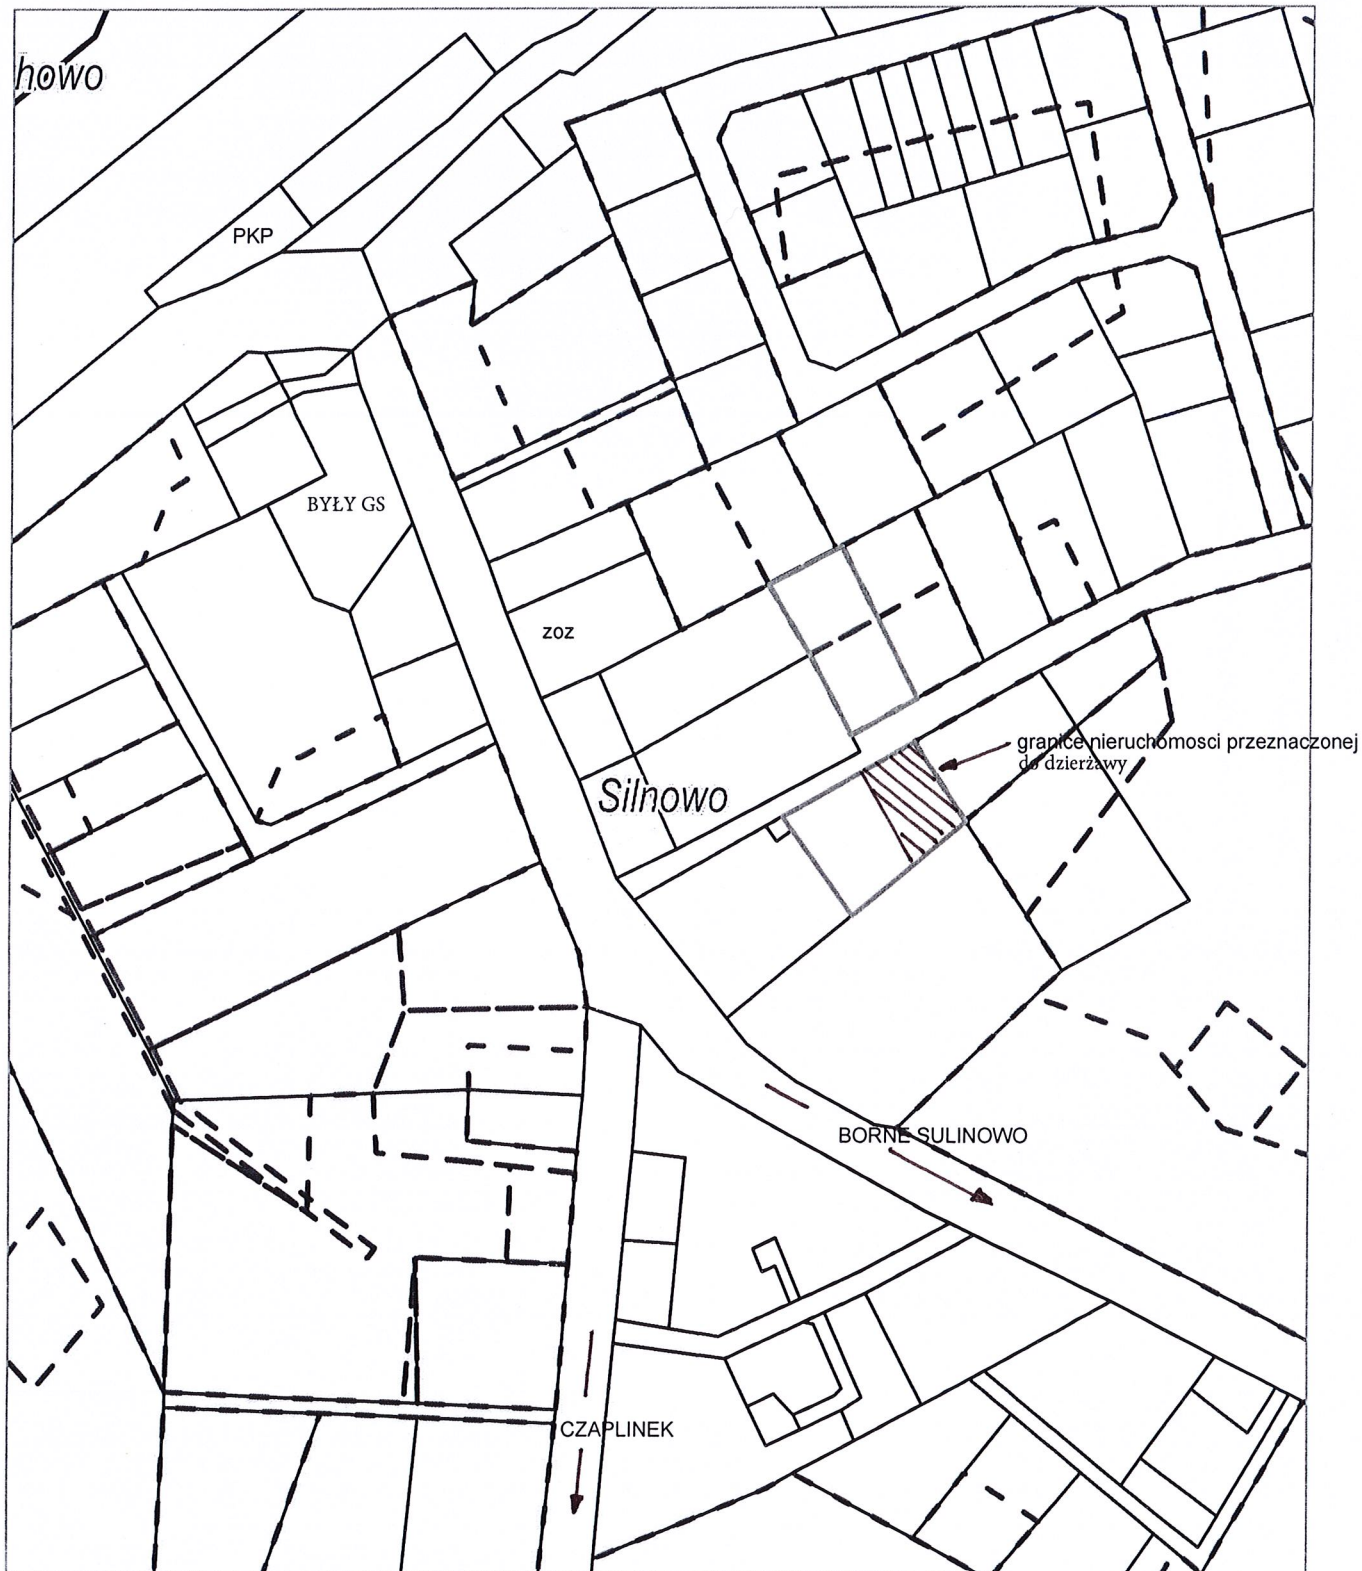 howo
PKP
BYŁY GS
zoz
granice nieruchomosci przeznaczonej
do dzierżawy
Silnowo
BORNE SULINOWO
CZAPLINEK